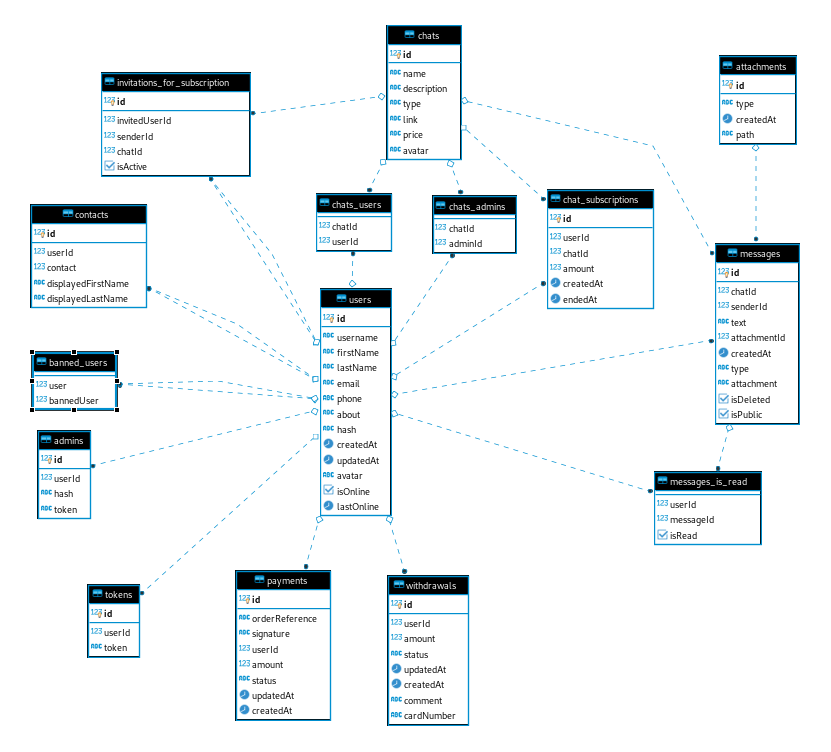 chats
123 id
ABC name
ABC description
ABC type
ABC link
ABC price
ABC avatar
attachments
123 id
ABC type
createdAt
ABC path
invitations_for_subscription
123 id
123 invitedUserId
123 senderId
123 chatId
isActive
chats_users
123 chatId
123 userId
chats_admins
123 chatId
123 adminId
chat_subscriptions
123 id
123 userId
123 chatId
123 amount
createdAt
endedAt
contacts
123 id
123 userId
123 contact
ABC displayedFirstName
ABC displayedLastName
messages
123 id
123 chatId
123 senderId
ABC text
123 attachmentId
createdAt
ABC type
ABC attachment
isDeleted
isPublic
users
123 id
ABC username
ABC firstName
ABC lastName
ABC email
ABC phone
ABC about
ABC hash
createdAt
updatedAt
ABC avatar
isOnline
lastOnline
banned_users
123 user
123 bannedUser
admins
123 id
123 userId
ABC hash
ABC token
messages_is_read
123 userId
123 messageId
isRead
tokens
123 id
123 userId
ABC token
payments
123 id
ABC orderReference
ABC signature
123 userId
123 amount
ABC status
updatedAt
createdAt
withdrawals
123 id
123 userId
123 amount
ABC status
updatedAt
createdAt
ABC comment
ABC cardNumber